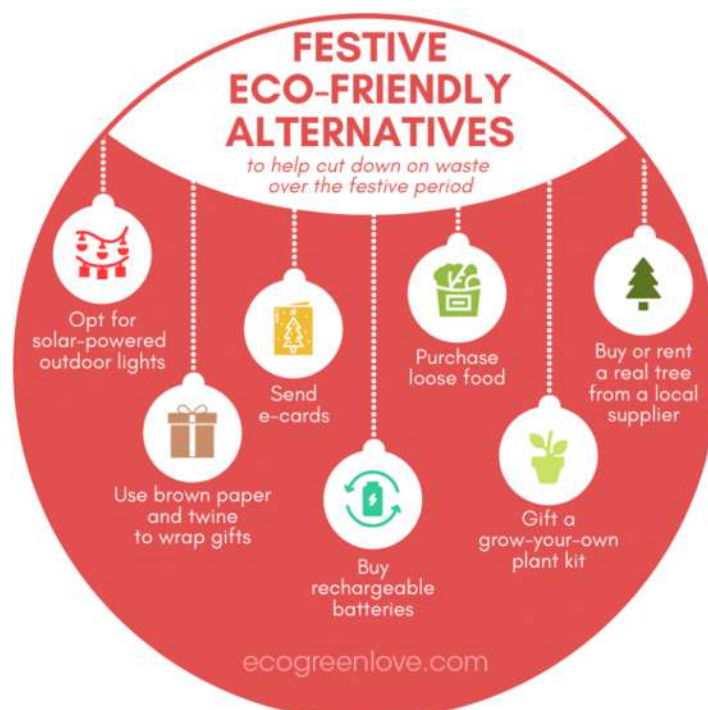 FESTIVE
ECO-FRIENDLY
ALTERNATIVES
to help cut down on waste
over the festive period
Opt for
solar-powered
outdoor lights
Use brown paper
and twine
to wrap gifts
Send
e-cards
Buy
rechargeable
batteries
Purchase
loose food
Gift a
grow-your-own
plant kit
Buy or rent
a real tree
from a local
supplier
ecogreenlove.com